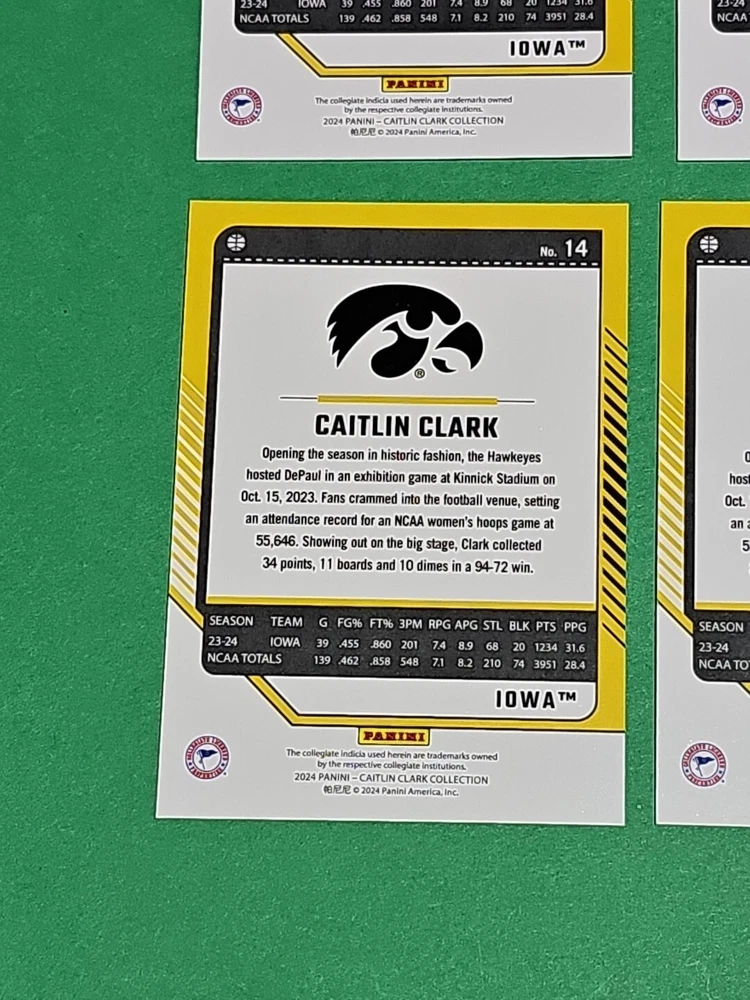 23-24 IOWA 39 .455 .860 201 7.4 8.9 68 20 1234 31.6
NCAA TOTALS 139 .462 .858 548 7.1 8.2 210 74 3951 28.4
IOWA™
PANINI
The collegiate indicia used herein are trademarks owned
by the respective collegiate institutions.
2024 PANINI – CAITLIN CLARK COLLECTION
帕尼尼 © 2024 Panini America, Inc.
23-24
NCAA
No. 14
®
CAITLIN CLARK
Opening the season in historic fashion, the Hawkeyes
hosted DePaul in an exhibition game at Kinnick Stadium on
Oct. 15, 2023. Fans crammed into the football venue, setting
an attendance record for an NCAA women's hoops game at
55,646. Showing out on the big stage, Clark collected
34 points, 11 boards and 10 dimes in a 94-72 win.
SEASON TEAM G FG% FT% 3PM RPG APG STL BLK PTS PPG
23-24 IOWA 39 .455 .860 201 7.4 8.9 68 20 1234 31.6
NCAA TOTALS 139 .462 .858 548 7.1 8.2 210 74 3951 28.4
IOWA™
PANINI
The collegiate indicia used herein are trademarks owned
by the respective collegiate institutions.
2024 PANINI – CAITLIN CLARK COLLECTION
帕尼尼 © 2024 Panini America, Inc.
Oct.
SEASON
23-24
NCAA TO